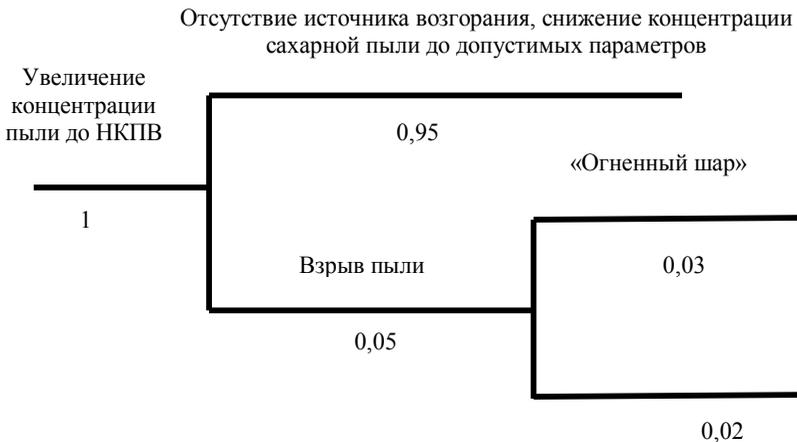 Отсутствие источника возгорания, снижение концентрации
сахарной пыли до допустимых параметров
Увеличение
концентрации
пыли до НКПВ
0,95
«Огненный шар»
1
Взрыв пыли
0,03
0,05
0,02